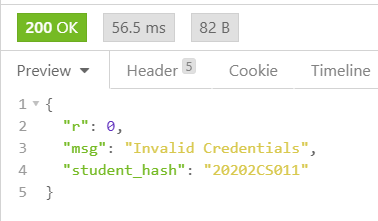 200 OK 56.5 ms 82 B
Preview Header 5 Cookie Timeline
1 {
2 "r": 0,
3 "msg": "Invalid Credentials",
4 "student_hash": "20202CS011"
5 }